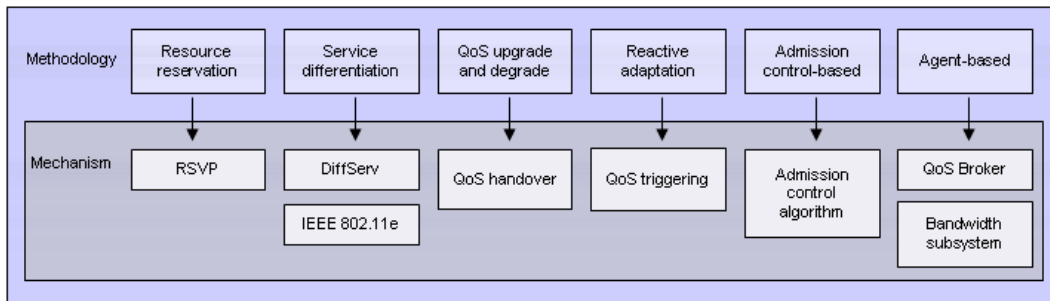 Methodology
Resource
reservation
Service
differentiation
QoS upgrade
and degrade
Reactive
adaptation
Admission
control-based
Agent-based
Mechanism
RSVP
DiffServ
IEEE 802.11e
QoS handover
QoS triggering
Admission
control
algorithm
QoS Broker
Bandwidth
subsystem